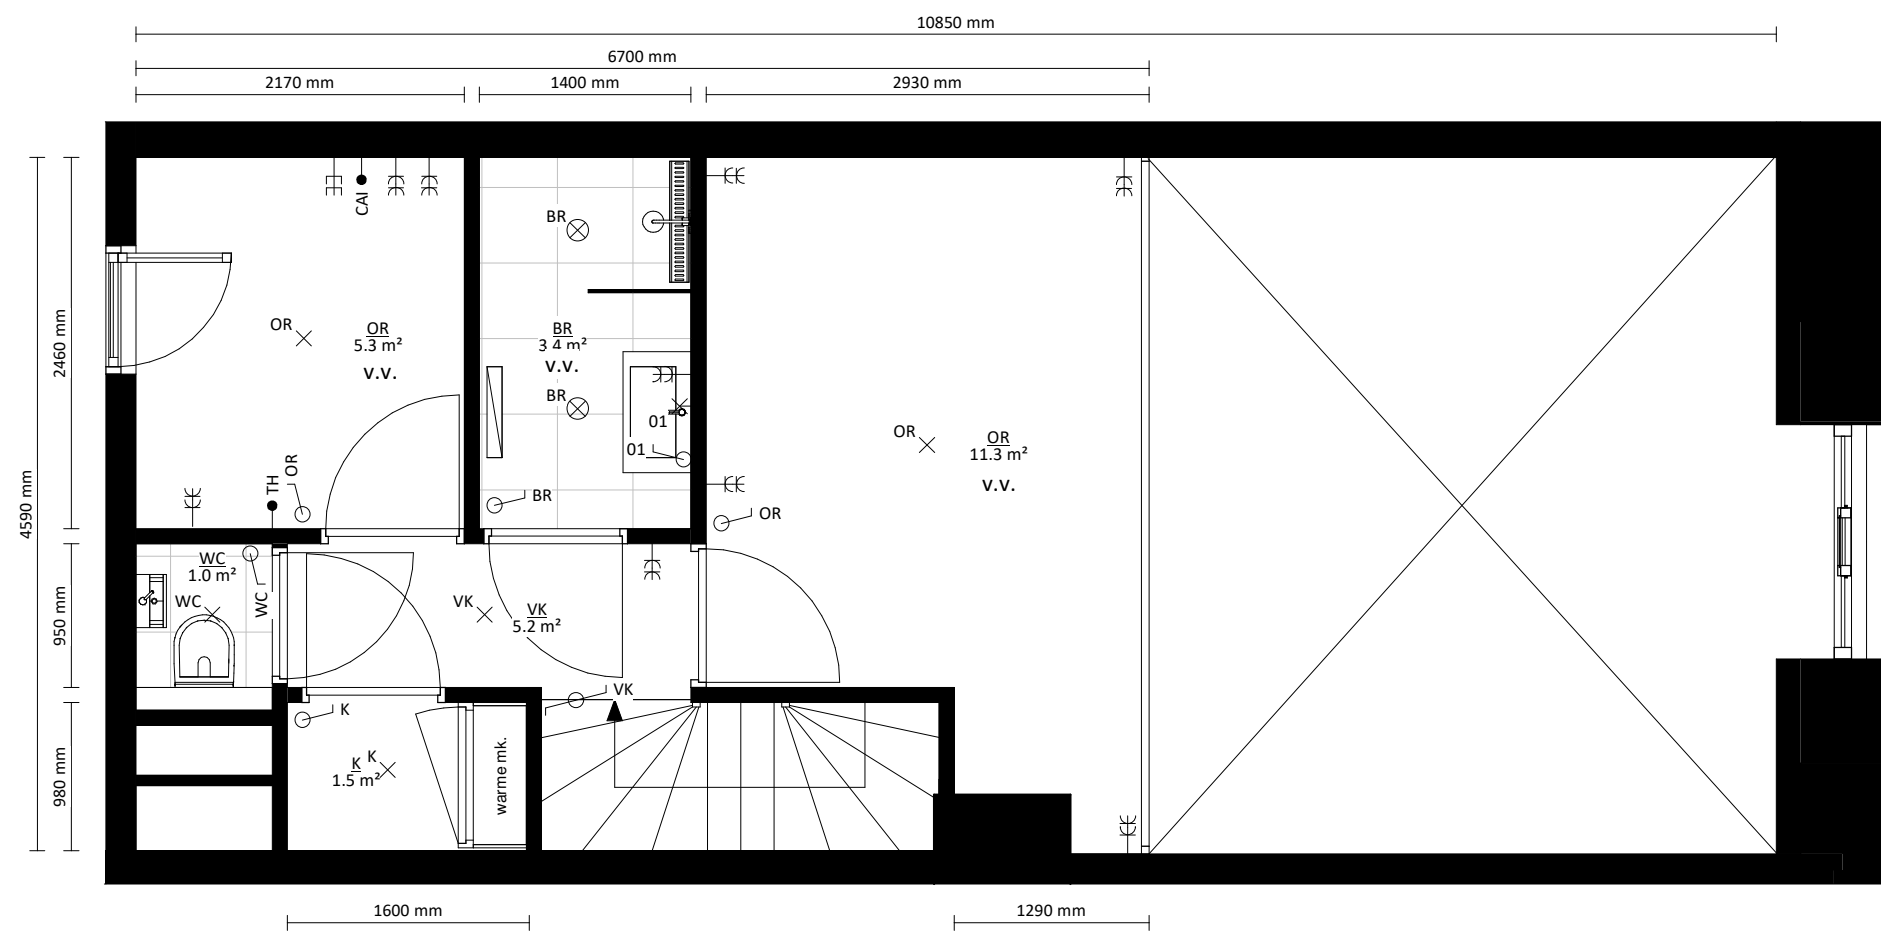 10850 mm
6700 mm
2170 mm
1400 mm
2930 mm
4590 mm
2460 mm
950 mm
980 mm
CAI
OR
OR
5.3 m²
v.v.
TH
OR
BR
BR
3.4 m²
v.v.
BR
01
01
BR
OR
OR
11.3 m²
v.v.
OR
WC
1.0 m²
WC
WC
VK
VK
5.2 m²
VK
K
K
K
1.5 m²
warme mk.
1600 mm
1290 mm